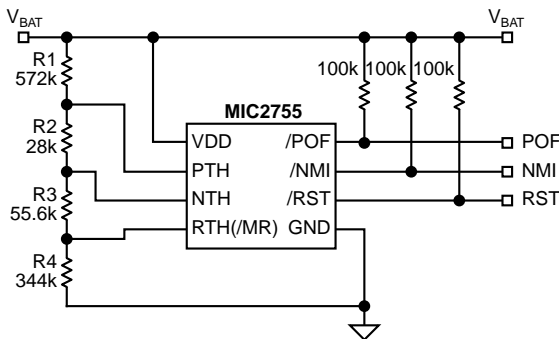 VBAT
VBAT
R1
572k
100k 100k 100k
MIC2755
R2
28k
VDD
/POF
POF
PTH
/NMI
NMI
R3
55.6k
NTH
/RST
RST
RTH(/MR)
GND
R4
344k